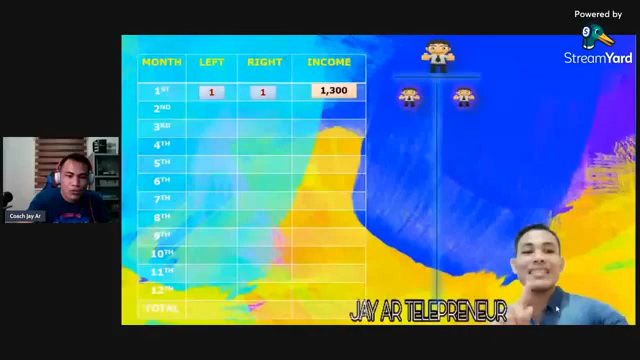 Powered by
StreamYard
MONTH LEFT RIGHT INCOME
1ST 1 1 1,300
2ND
3RD
4TH
5TH
6TH
7TH
8TH
9TH
10TH
11TH
12TH
TOTAL
Coach Jay Ar
JAY AR TELEPRENEUR